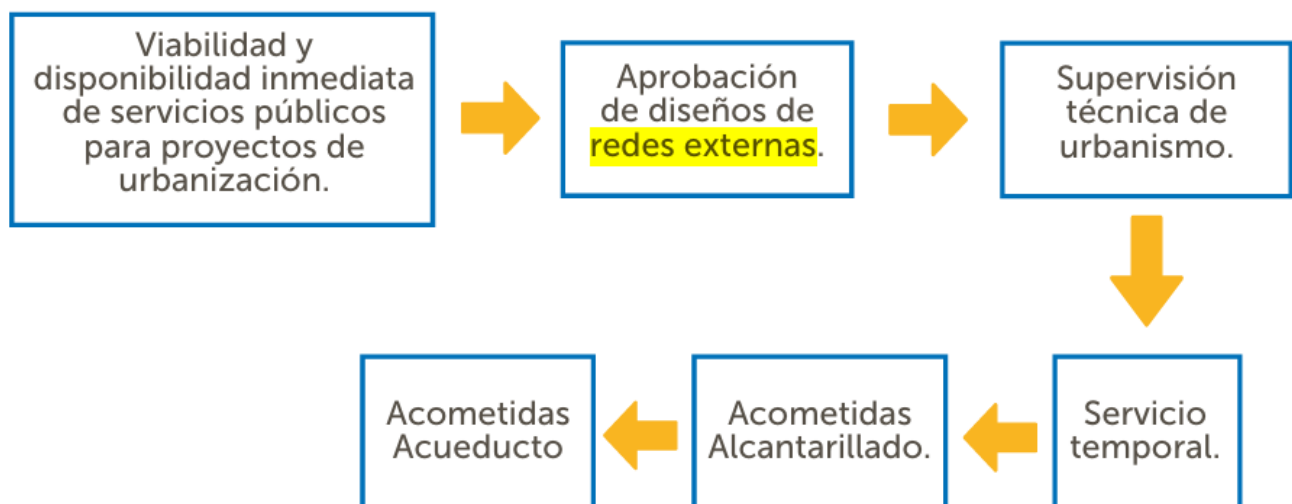 Viabilidad y
disponibilidad inmediata
de servicios públicos
para proyectos de
urbanización.
Aprobación
de diseños de
redes externas.
Supervisión
técnica de
urbanismo.
Servicio
temporal.
Acometidas
Alcantarillado.
Acometidas
Acueducto